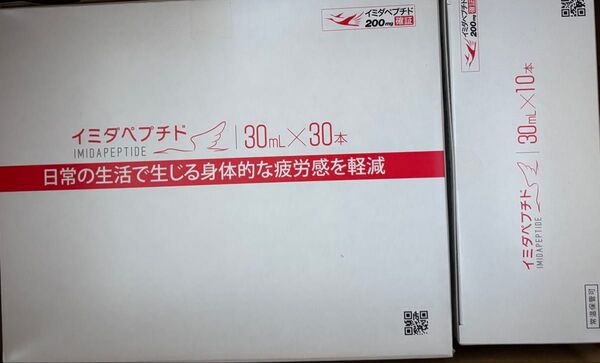 イミダペプチド
200mg 確証
イミダペプチド
IMIDAPEPTIDE
30mL×30本
日常の生活で生じる身体的な疲労感を軽減
イミダペプチド
200mg 確証
イミダペプチド
IMIDAPEPTIDE
30mL×10本
常温保管可